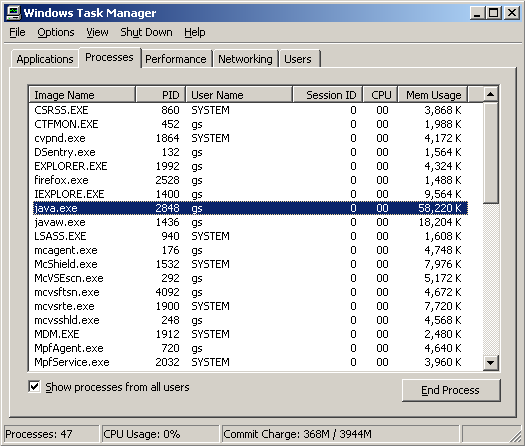 Windows Task Manager
File Options View Shut Down Help
Applications Processes Performance Networking Users
Image Name PID User Name Session ID CPU Mem Usage
CSRSS.EXE 860 SYSTEM 0 00 3,868 K
CTFMON.EXE 452 gs 0 00 1,988 K
cvpnd.exe 1864 SYSTEM 0 00 4,172 K
DSentry.exe 132 gs 0 00 1,564 K
EXPLORER.EXE 1992 gs 0 00 4,324 K
firefox.exe 2528 gs 0 00 1,488 K
IEXPLORE.EXE 1400 gs 0 00 9,564 K
java.exe 2848 gs 0 00 58,220 K
javaw.exe 1436 gs 0 00 18,204 K
LSASS.EXE 940 SYSTEM 0 00 1,608 K
mcagent.exe 176 gs 0 00 4,748 K
McShield.exe 1532 SYSTEM 0 00 7,976 K
McVSEscn.exe 292 gs 0 00 5,172 K
mcvsftsn.exe 4092 gs 0 00 4,672 K
mcvsrte.exe 1900 SYSTEM 0 00 7,720 K
mcvsshld.exe 248 gs 0 00 4,568 K
MDM.EXE 1912 SYSTEM 0 00 2,480 K
MpfAgent.exe 720 gs 0 00 4,640 K
MpfService.exe 2032 SYSTEM 0 00 3,960 K
Show processes from all users
End Process
Processes: 47 CPU Usage: 0% Commit Charge: 368M / 3944M